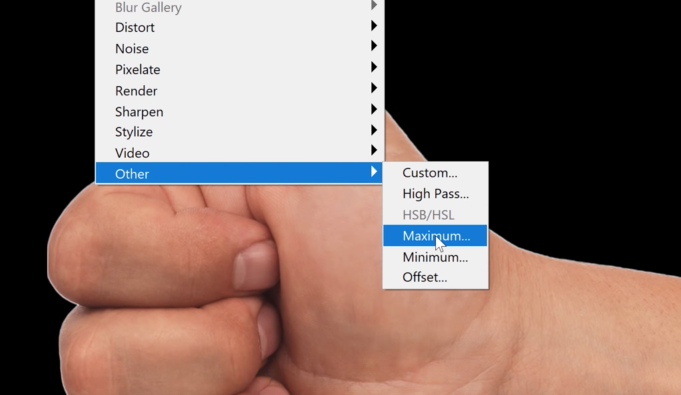 Blur Gallery
Distort
Noise
Pixelate
Render
Sharpen
Stylize
Video
Other
Custom...
High Pass...
HSB/HSL
Maximum...
Minimum...
Offset...